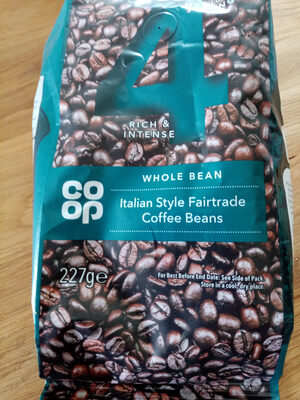 4
RICH &
INTENSE
WHOLE BEAN
CO
OP
Italian Style Fairtrade
Coffee Beans
227g e
For Best Before End Date: See Side of Pack
Store in a cool, dry place.